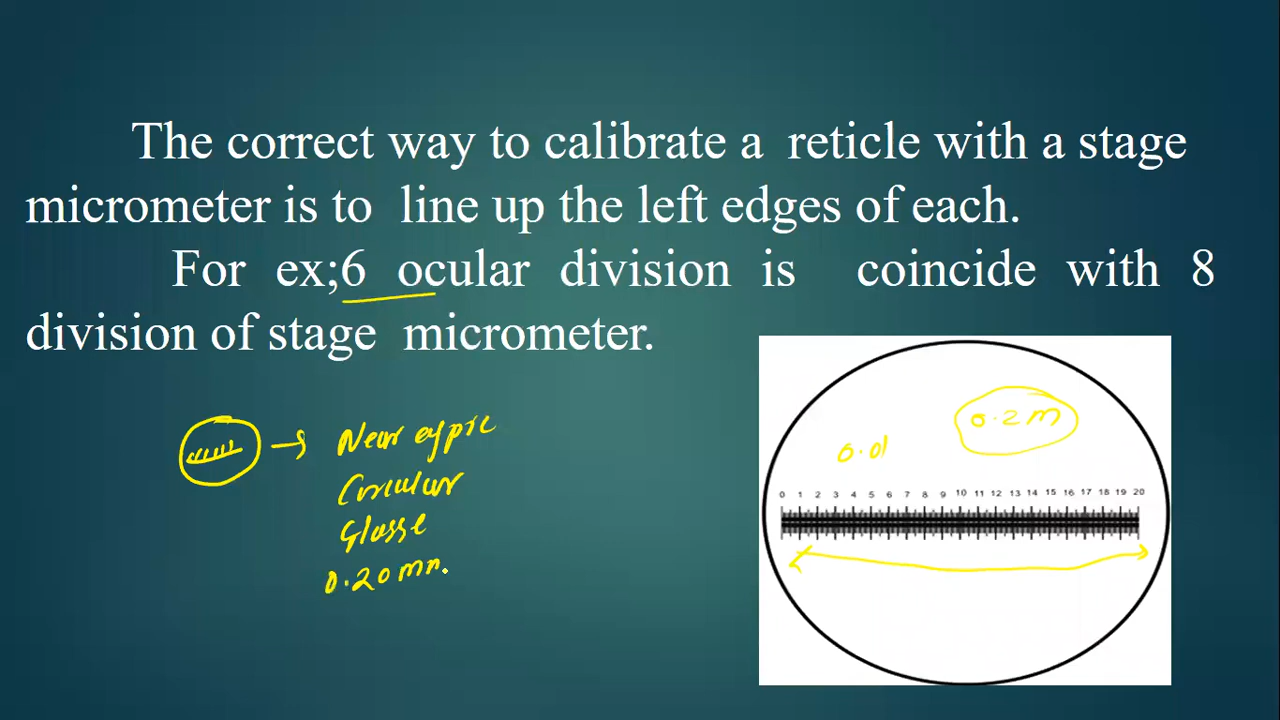 The correct way to calibrate a reticle with a stage
micrometer is to line up the left edges of each.
For ex;6 ocular division is coincide with 8
division of stage micrometer.
Near
Circular
Glasse
0.20 mm.
0.2 m
0.01
0 1 2 3 4 5 6 7 8 9 10 11 12 13 14 15 16 17 18 19 20